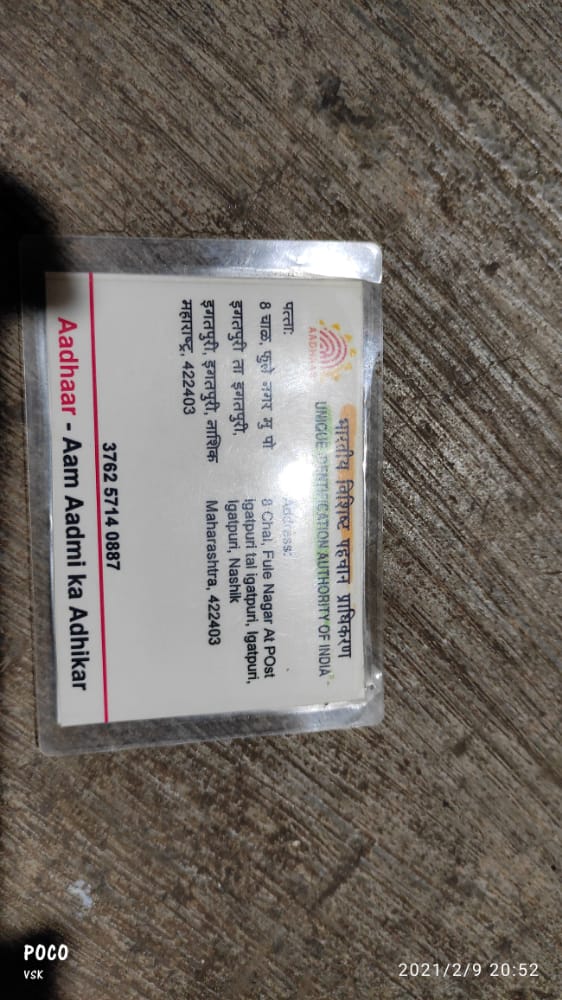 भारतीय विशिष्ट पहचान प्राधिकरण
UNIQUE IDENTIFICATION AUTHORITY OF INDIA
AADHAAR
पत्ता:
8 चाळ, फुले नगर मु पो
इगतपुरी ता इगतपुरी,
इगतपुरी, इगतपुरी, नाशिक
महाराष्ट्र, 422403
Address:
8 Chal, Fule Nagar At POst
igatpuri tal igatpuri, Igatpuri,
Igatpuri, Nashik
Maharashtra, 422403
3762 5714 0887
Aadhaar - Aam Aadmi ka Adhikar
POCO
VSK
2021/2/9 20:52